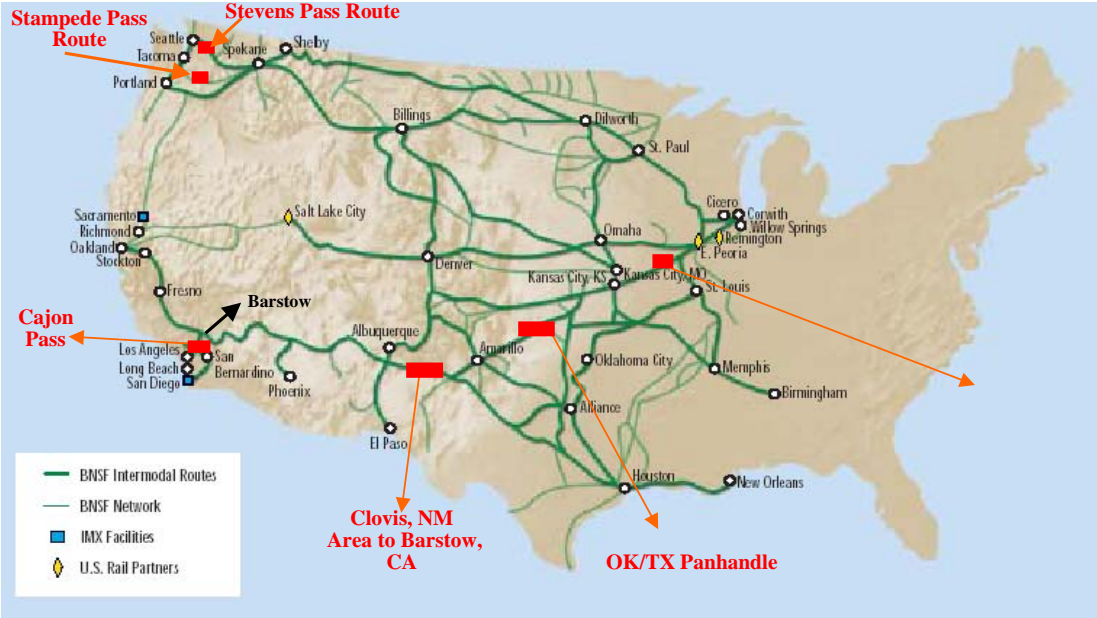 Stevens Pass Route
Stampede Pass
Route
Seattle
Tacoma
Spokane
Shelby
Portland
Billings
Dilworth
St. Paul
Sacramento
Richmond
Oakland
Stockton
Salt Lake City
Cicero
Corwith
Willow Springs
Remington
E. Peoria
Omaha
Denver
Kansas City, KS
Kansas City, MO
St. Louis
Fresno
Barstow
Cajon
Pass
Albuquerque
Amarillo
Los Angeles
Long Beach
San Diego
San
Bernardino
Phoenix
Oklahoma City
Memphis
Birmingham
Alliance
El Paso
Houston
New Orleans
BNSF Intermodal Routes
BNSF Network
IMX Facilities
U.S. Rail Partners
Clovis, NM
Area to Barstow,
CA
OK/TX Panhandle